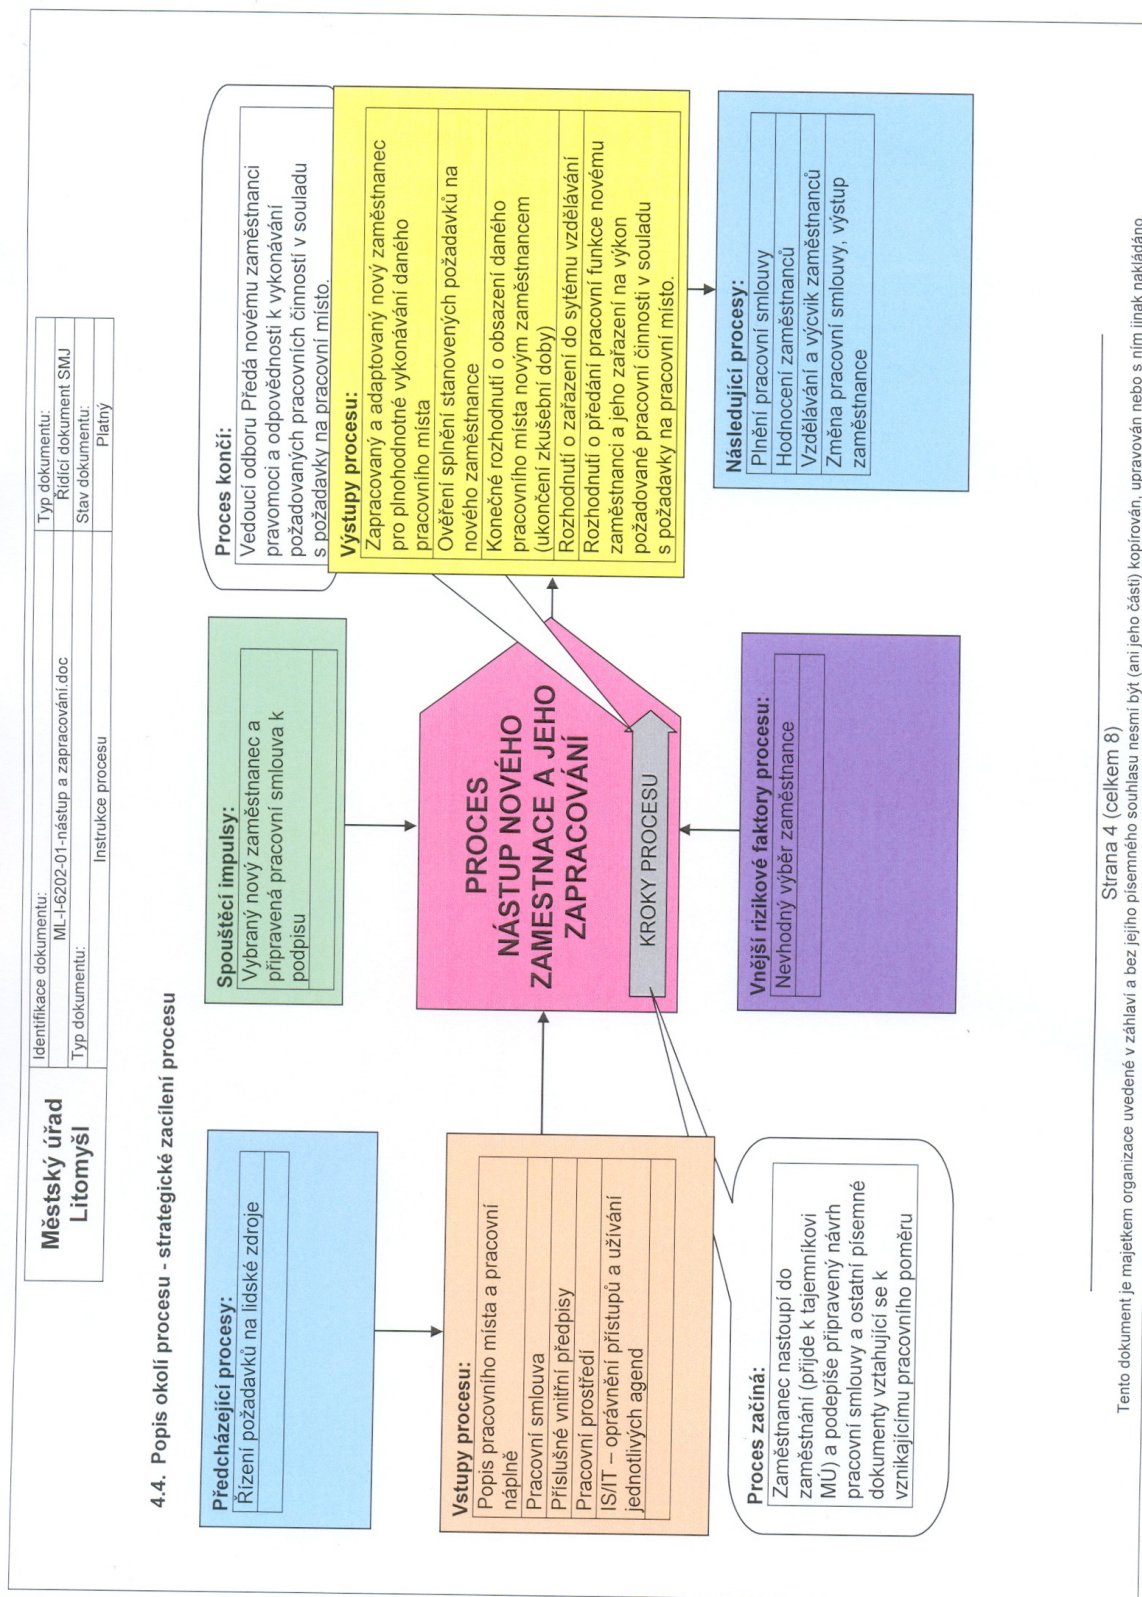 Městský úřad
Litomyšl
Identifikace dokumentu:
ML-I-6202-01-nástup a zapracování.doc
Typ dokumentu:
Instrukce procesu
Typ dokumentu:
Řídící dokument SMJ
Stav dokumentu:
Platný
4.4. Popis okolí procesu - strategické zacílení procesu
Předcházející procesy:
Řízení požadavků na lidské zdroje
Spouštěcí impulsy:
Vybraný nový zaměstnanec a
připravená pracovní smlouva k
podpisu
Proces končí:
Vedoucí odboru Předá novému zaměstnanci
pravomoci a odpovědnosti k vykonávání
požadovaných pracovních činností v souladu
s požadavky na pracovní místo.
Vstupy procesu:
Popis pracovního místa a pracovní
náplně
Pracovní smlouva
Příslušné vnitřní předpisy
Pracovní prostředí
IS/IT – oprávnění přístupů a užívání
jednotlivých agend
PROCES
NÁSTUP NOVÉHO
ZAMESTNACE A JEHO
ZAPRACOVÁNÍ
KROKY PROCESU
Výstupy procesu:
Zapracovaný a adaptovaný nový zaměstnanec
pro plnohodnotné vykonávání daného
pracovního místa
Ověření splnění stanovených požadavků na
nového zaměstnance
Konečné rozhodnutí o obsazení daného
pracovního místa novým zaměstnancem
(ukončení zkušební doby)
Rozhodnutí o zařazení do sytému vzdělávání
Rozhodnutí o předání pracovní funkce novému
zaměstnanci a jeho zařazení na výkon
požadované pracovní činnosti v souladu
s požadavky na pracovní místo.
Proces začíná:
Zaměstnanec nastoupí do
zaměstnání (přijde k tajemníkovi
MÚ) a podepíše připravený návrh
pracovní smlouvy a ostatní písemné
dokumenty vztahující se k
vznikajícímu pracovního poměru
Vnější rizikové faktory procesu:
Nevhodný výběr zaměstnance
Následující procesy:
Plnění pracovní smlouvy
Hodnocení zaměstnanců
Vzdělávání a výcvik zaměstnanců
Změna pracovní smlouvy, výstup
zaměstnance
Strana 4 (celkem 8)
Tento dokument je majetkem organizace uvedené v záhlaví a bez jejího písemného souhlasu nesmí být (ani jeho části) kopírován, upravován nebo s ním jinak nakládáno